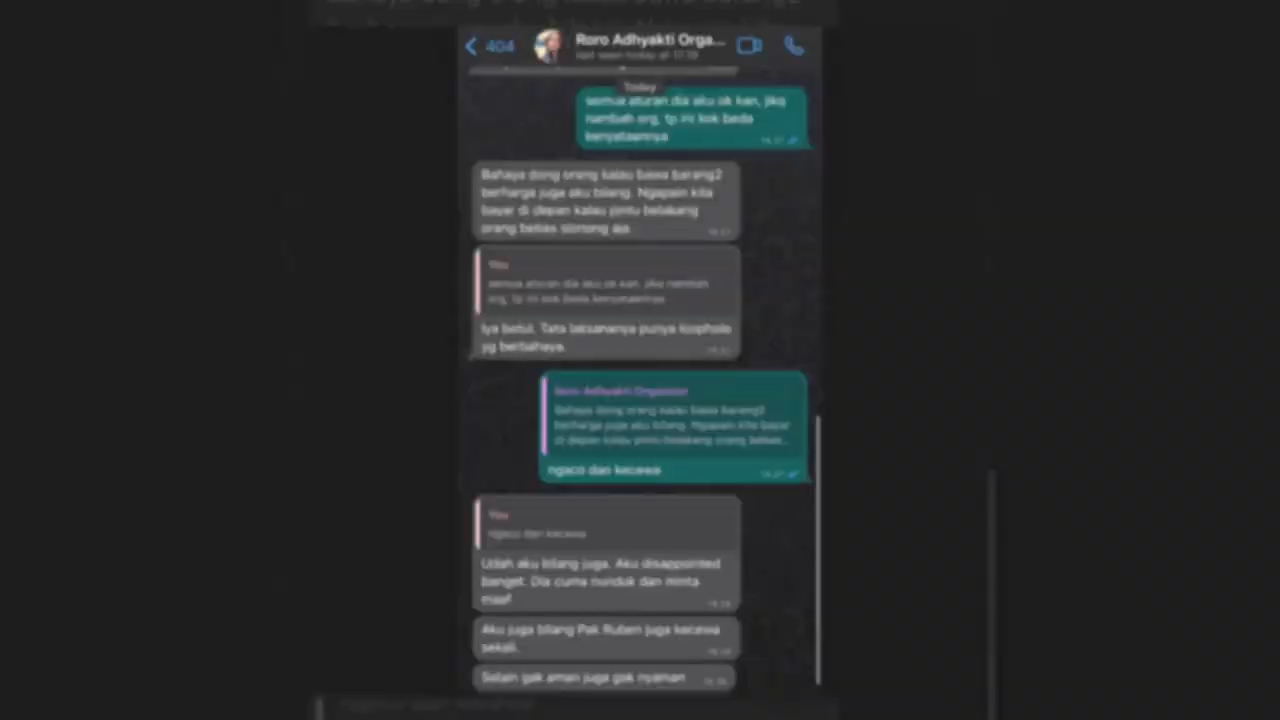 404
Roro Adhyakti Orga...
last seen today at 17.19
Today
semua aturan dia aku ok kan, jika
nambah org, tp ini kok beda
kenyataannya
Bahaya dong orang kalau bawa barang2
berharga juga aku bilang. Ngapain kita
bayar di depan kalau pintu belakang
orang bebas slonong aja
You
semua aturan dia aku ok kan, jika nambah
org, tp ini kok beda kenyataannya
Iya betul. Tata laksananya punya loophole
yg berbahaya.
Roro Adhyakti Organizer
Bahaya dong orang kalau bawa barang2
berharga juga aku bilang. Ngapain kita bayar
di depan kalau pintu belakang orang bebas...
ngaco dan kecewa
You
ngaco dan kecewa
Udah aku bilang juga. Aku disappointed
banget. Dia cuma nunduk dan minta
maaf
Aku juga bilang Pak Ruben juga kecewa
sekali.
Selain gak aman juga gak nyaman